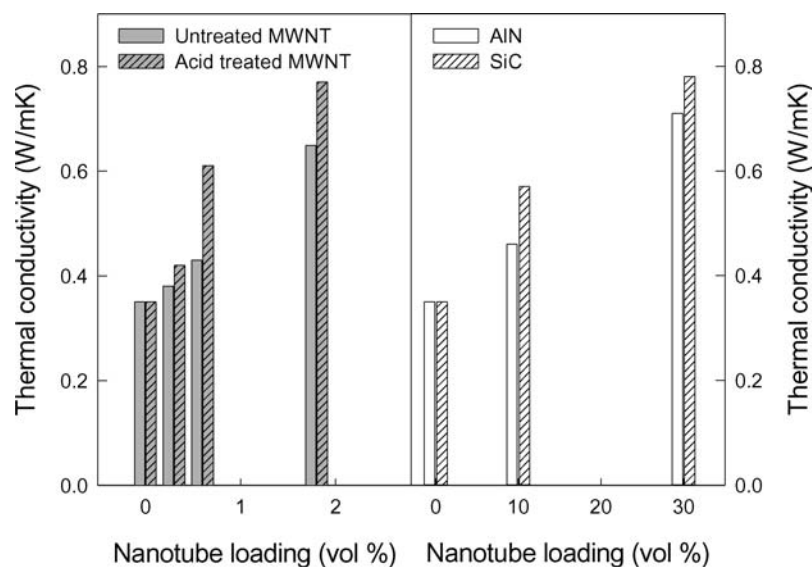 Untreated MWNT
Acid treated MWNT
AlN
SiC
0.8
0.6
0.4
0.2
0.0
Thermal conductivity (W/mK)
0 1 2
Nanotube loading (vol %)
0 10 20 30
Nanotube loading (vol %)
0.8
0.6
0.4
0.2
0.0
Thermal conductivity (W/mK)